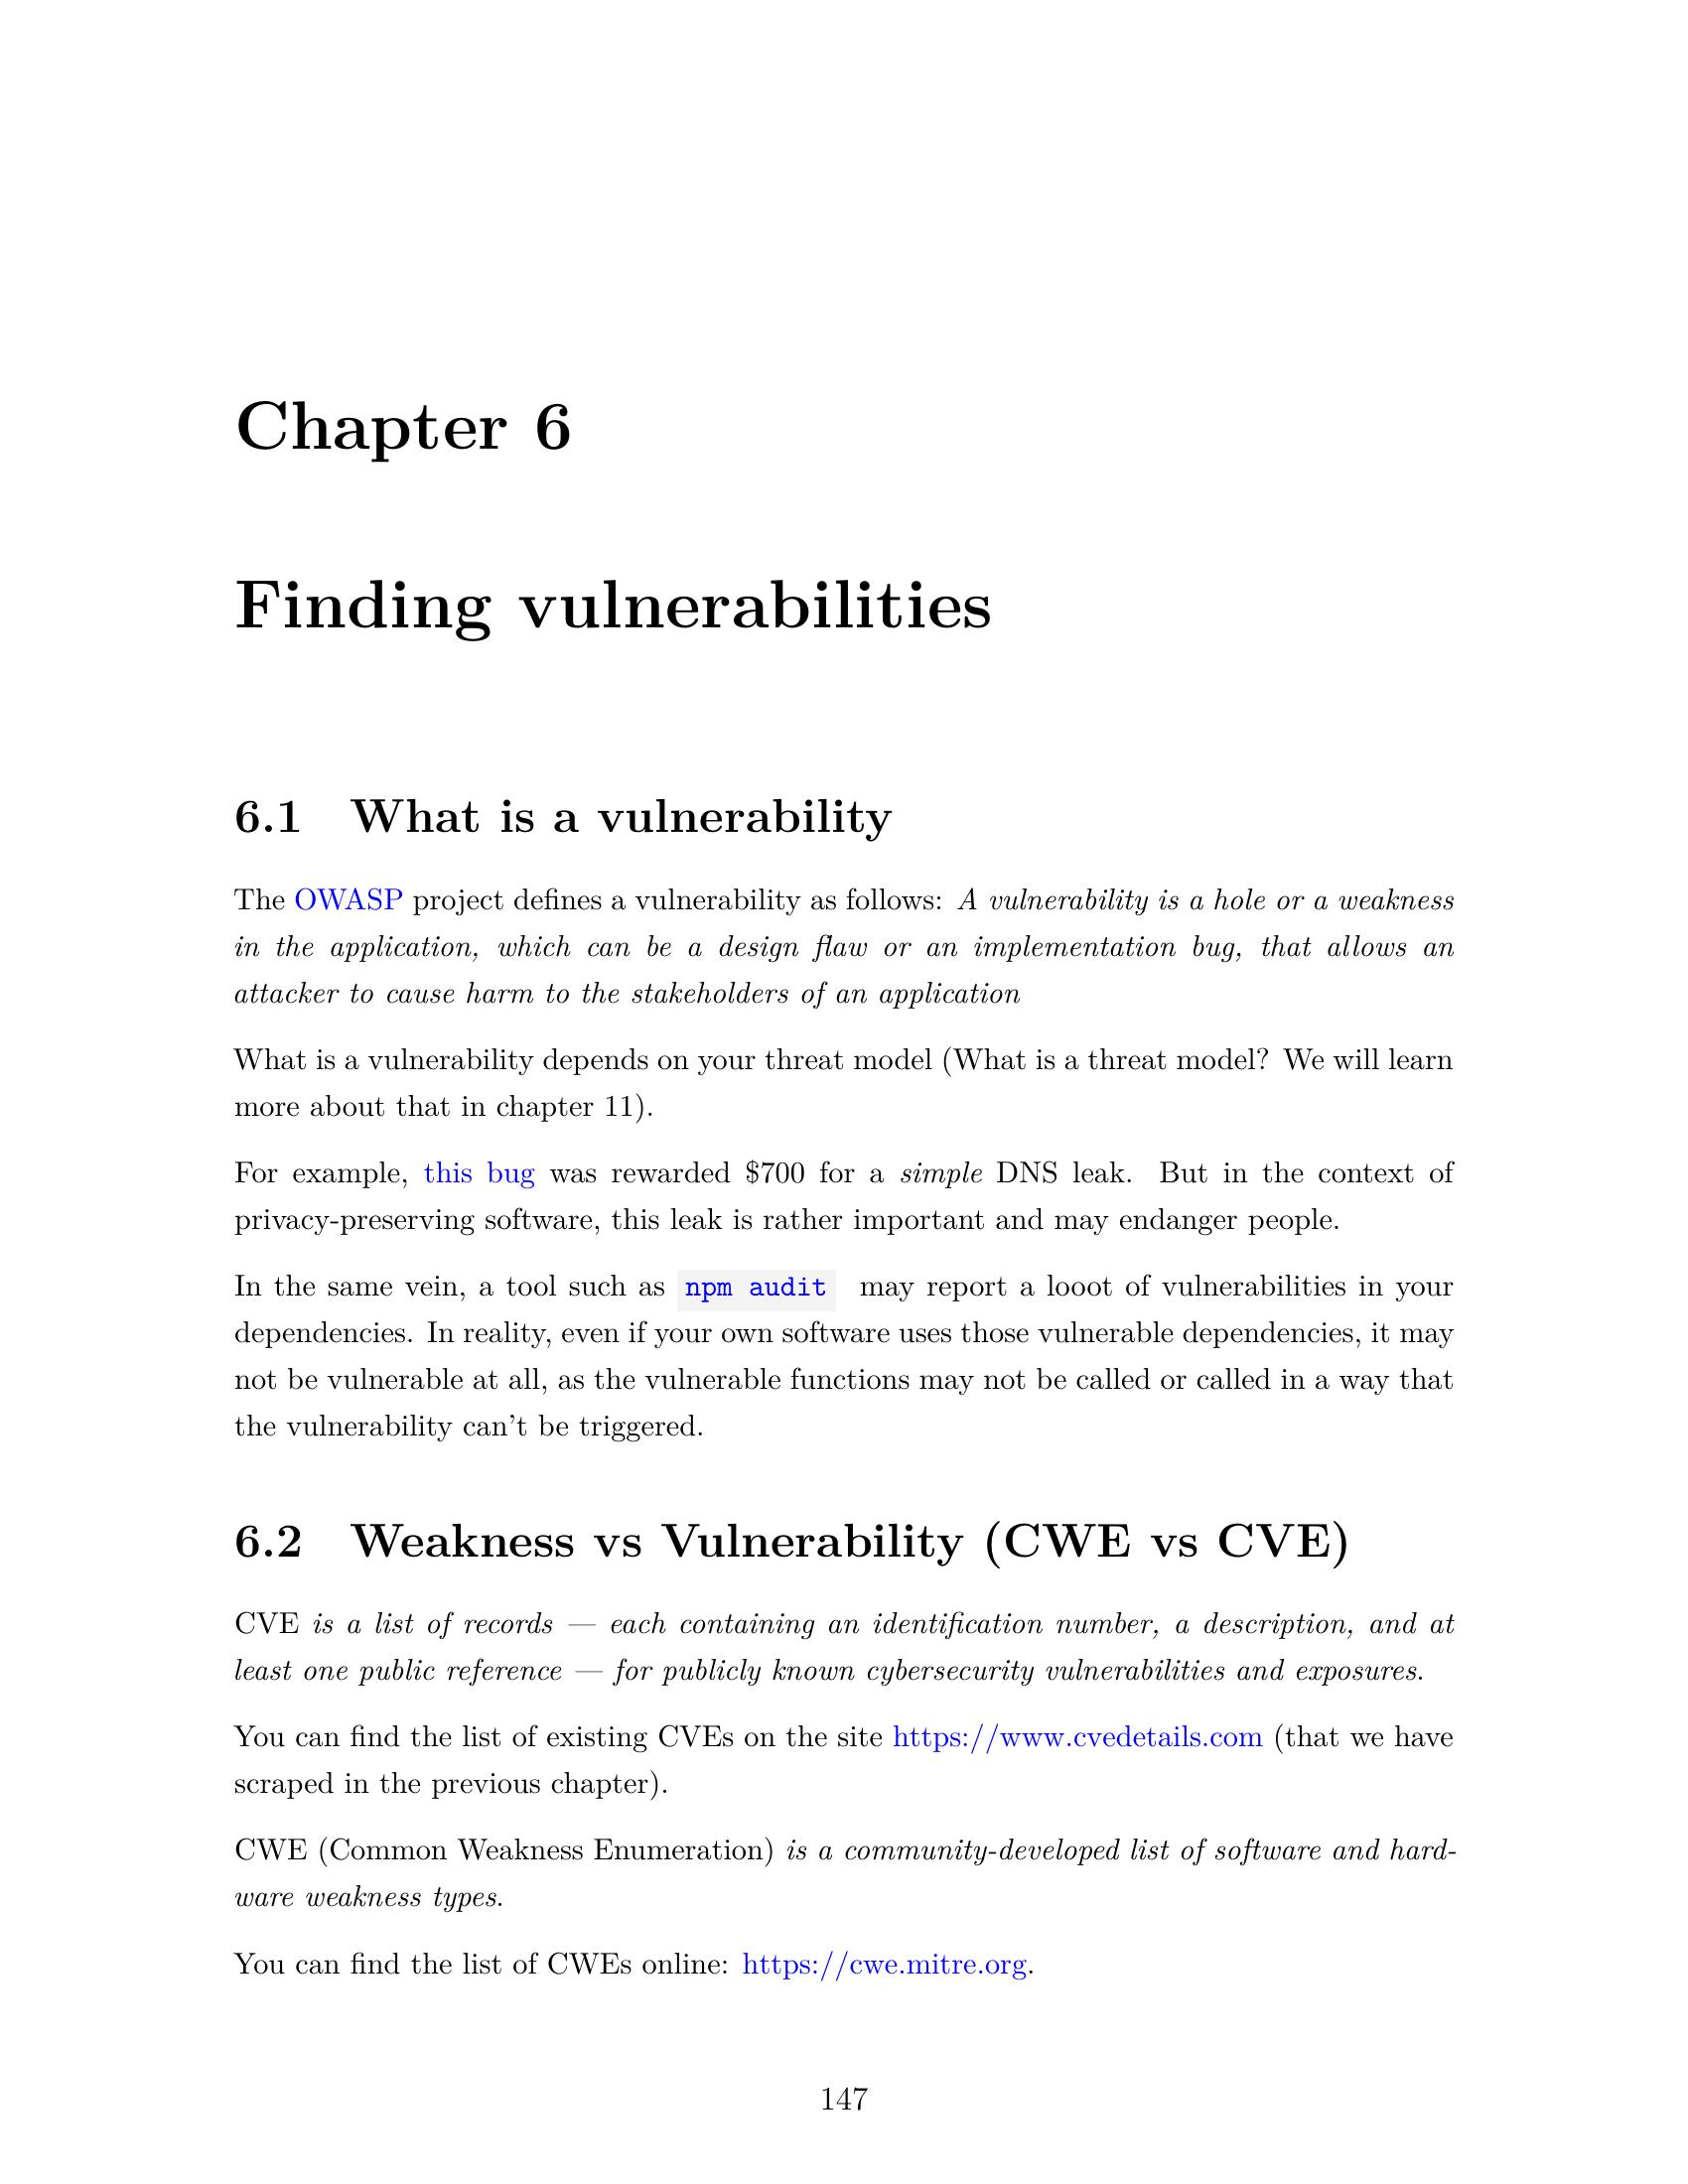 Chapter 6
Finding vulnerabilities
6.1 What is a vulnerability
The OWASP project defines a vulnerability as follows: A vulnerability is a hole or a weakness
in the application, which can be a design flaw or an implementation bug, that allows an
attacker to cause harm to the stakeholders of an application
What is a vulnerability depends on your threat model (What is a threat model? We will learn
more about that in chapter 11).
For example, this bug was rewarded $700 for a simple DNS leak. But in the context of
privacy-preserving software, this leak is rather important and may endanger people.
In the same vein, a tool such as npm audit may report a looot of vulnerabilities in your
dependencies. In reality, even if your own software uses those vulnerable dependencies, it may
not be vulnerable at all, as the vulnerable functions may not be called or called in a way that
the vulnerability can't be triggered.
6.2 Weakness vs Vulnerability (CWE vs CVE)
CVE is a list of records — each containing an identification number, a description, and at
least one public reference — for publicly known cybersecurity vulnerabilities and exposures.
You can find the list of existing CVEs on the site https://www.cvedetails.com (that we have
scraped in the previous chapter).
CWE (Common Weakness Enumeration) is a community-developed list of software and hard-
ware weakness types.
You can find the list of CWEs online: https://cwe.mitre.org.
147